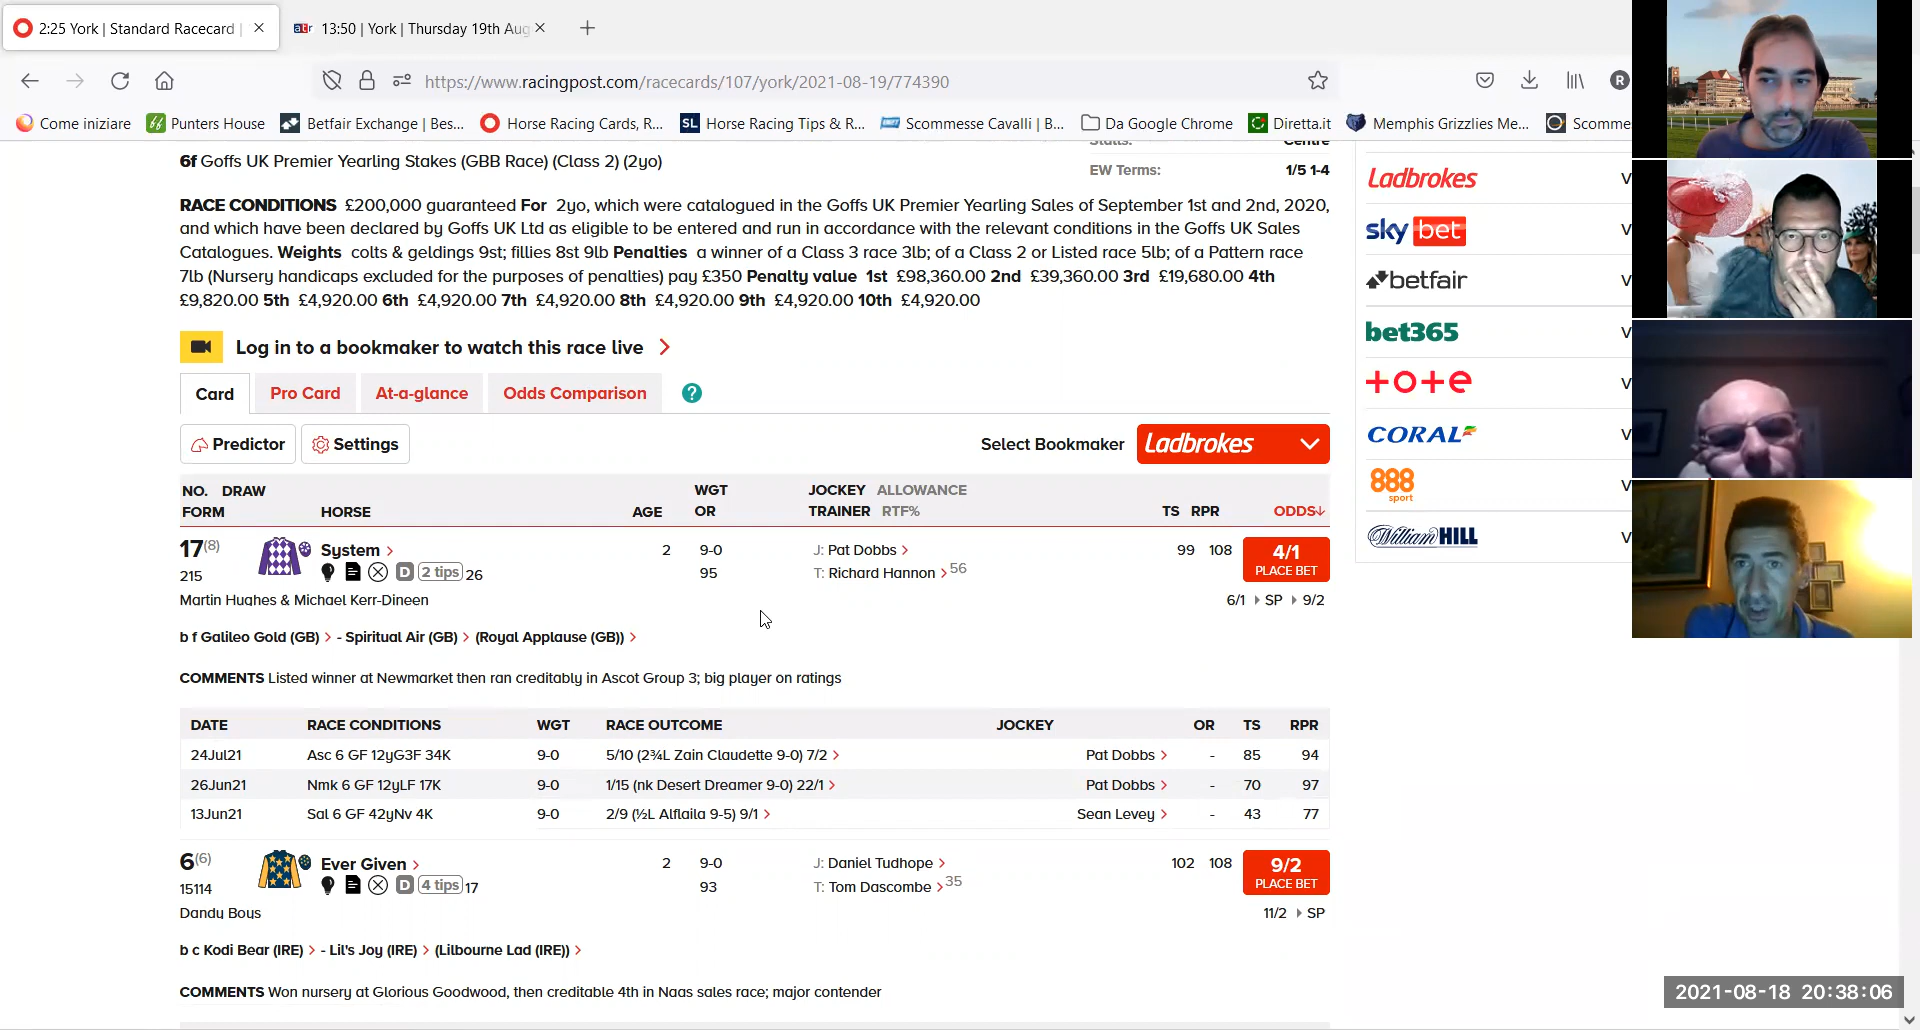 2:25 York | Standard Racecard |
atr 13:50 | York | Thursday 19th Aug
https://www.racingpost.com/racecards/107/york/2021-08-19/774390
R
Come iniziare
Punters House
Betfair Exchange | Bes...
Horse Racing Cards, R...
SL Horse Racing Tips & R...
Scommesse Cavalli | B...
Da Google Chrome
Diretta.it
Memphis Grizzlies Me...
Scomme
Stalls: Centre
6f Goffs UK Premier Yearling Stakes (GBB Race) (Class 2) (2yo)
EW Terms: 1/5 1-4
RACE CONDITIONS £200,000 guaranteed For 2yo, which were catalogued in the Goffs UK Premier Yearling Sales of September 1st and 2nd, 2020,
and which have been declared by Goffs UK Ltd as eligible to be entered and run in accordance with the relevant conditions in the Goffs UK Sales
Catalogues. Weights colts & geldings 9st; fillies 8st 9lb Penalties a winner of a Class 3 race 3lb; of a Class 2 or Listed race 5lb; of a Pattern race
7lb (Nursery handicaps excluded for the purposes of penalties) pay £350 Penalty value 1st £98,360.00 2nd £39,360.00 3rd £19,680.00 4th
£9,820.00 5th £4,920.00 6th £4,920.00 7th £4,920.00 8th £4,920.00 9th £4,920.00 10th £4,920.00
Log in to a bookmaker to watch this race live
Card Pro Card At-a-glance Odds Comparison ?
Predictor Settings
Select Bookmaker Ladbrokes
NO. DRAW WGT JOCKEY ALLOWANCE
FORM HORSE AGE OR TRAINER RTF% TS RPR ODDS↓
17(8) System 2 9-0 J: Pat Dobbs 99 108 4/1
215 D 2 tips 26 95 T: Richard Hannon 56 PLACE BET
Martin Hughes & Michael Kerr-Dineen 6/1 SP 9/2
b f Galileo Gold (GB) - Spiritual Air (GB) (Royal Applause (GB))
COMMENTS Listed winner at Newmarket then ran creditably in Ascot Group 3; big player on ratings
DATE RACE CONDITIONS WGT RACE OUTCOME JOCKEY OR TS RPR
24Jul21 Asc 6 GF 12yG3F 34K 9-0 5/10 (2¾L Zain Claudette 9-0) 7/2 Pat Dobbs - 85 94
26Jun21 Nmk 6 GF 12yLF 17K 9-0 1/15 (nk Desert Dreamer 9-0) 22/1 Pat Dobbs - 70 97
13Jun21 Sal 6 GF 42yNv 4K 9-0 2/9 (½L Alflaila 9-5) 9/1 Sean Levey - 43 77
6(6) Ever Given 2 9-0 J: Daniel Tudhope 102 108 9/2
15114 D 4 tips 17 93 T: Tom Dascombe 35 PLACE BET
Dandy Boys 11/2 SP
b c Kodi Bear (IRE) - Lil's Joy (IRE) (Lilbourne Lad (IRE))
COMMENTS Won nursery at Glorious Goodwood, then creditable 4th in Naas sales race; major contender
Ladbrokes V
sky bet V
betfair V
bet365 V
tote V
CORAL V
888 sport V
William HILL V
2021-08-18 20:38:06